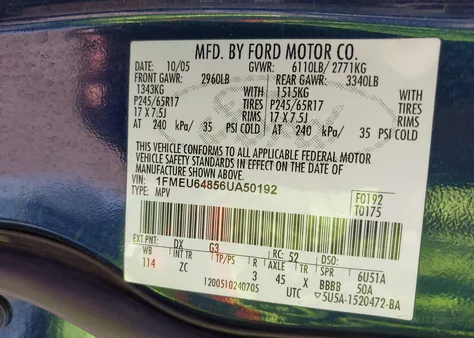 MFD. BY FORD MOTOR CO.
DATE: 10/05 GVWR: 6110LB/ 2771KG
FRONT GAWR: 2960LB REAR GAWR: 3340LB
1343KG WITH 1515KG WITH
P245/65R17 TIRES P245/65R17 TIRES
17 X 7.5J RIMS 17 X 7.5J RIMS
AT 240 kPa/ 35 PSI COLD AT 240 kPa/ 35 PSI COLD
THIS VEHICLE CONFORMS TO ALL APPLICABLE FEDERAL MOTOR
VEHICLE SAFETY STANDARDS IN EFFECT ON THE DATE OF
MANUFACTURE SHOWN ABOVE.
VIN: 1FMEU64856UA50192 F0192
TYPE: MPV T0175
EXT PNT: DX G3 RC: 52 DSO:
WB INT TR TP/PS R AXLE TR SPR 6U51A
114 ZC 3 45 X BBBB 50A
1200510240705 UTC 5U5A-1520472-BA